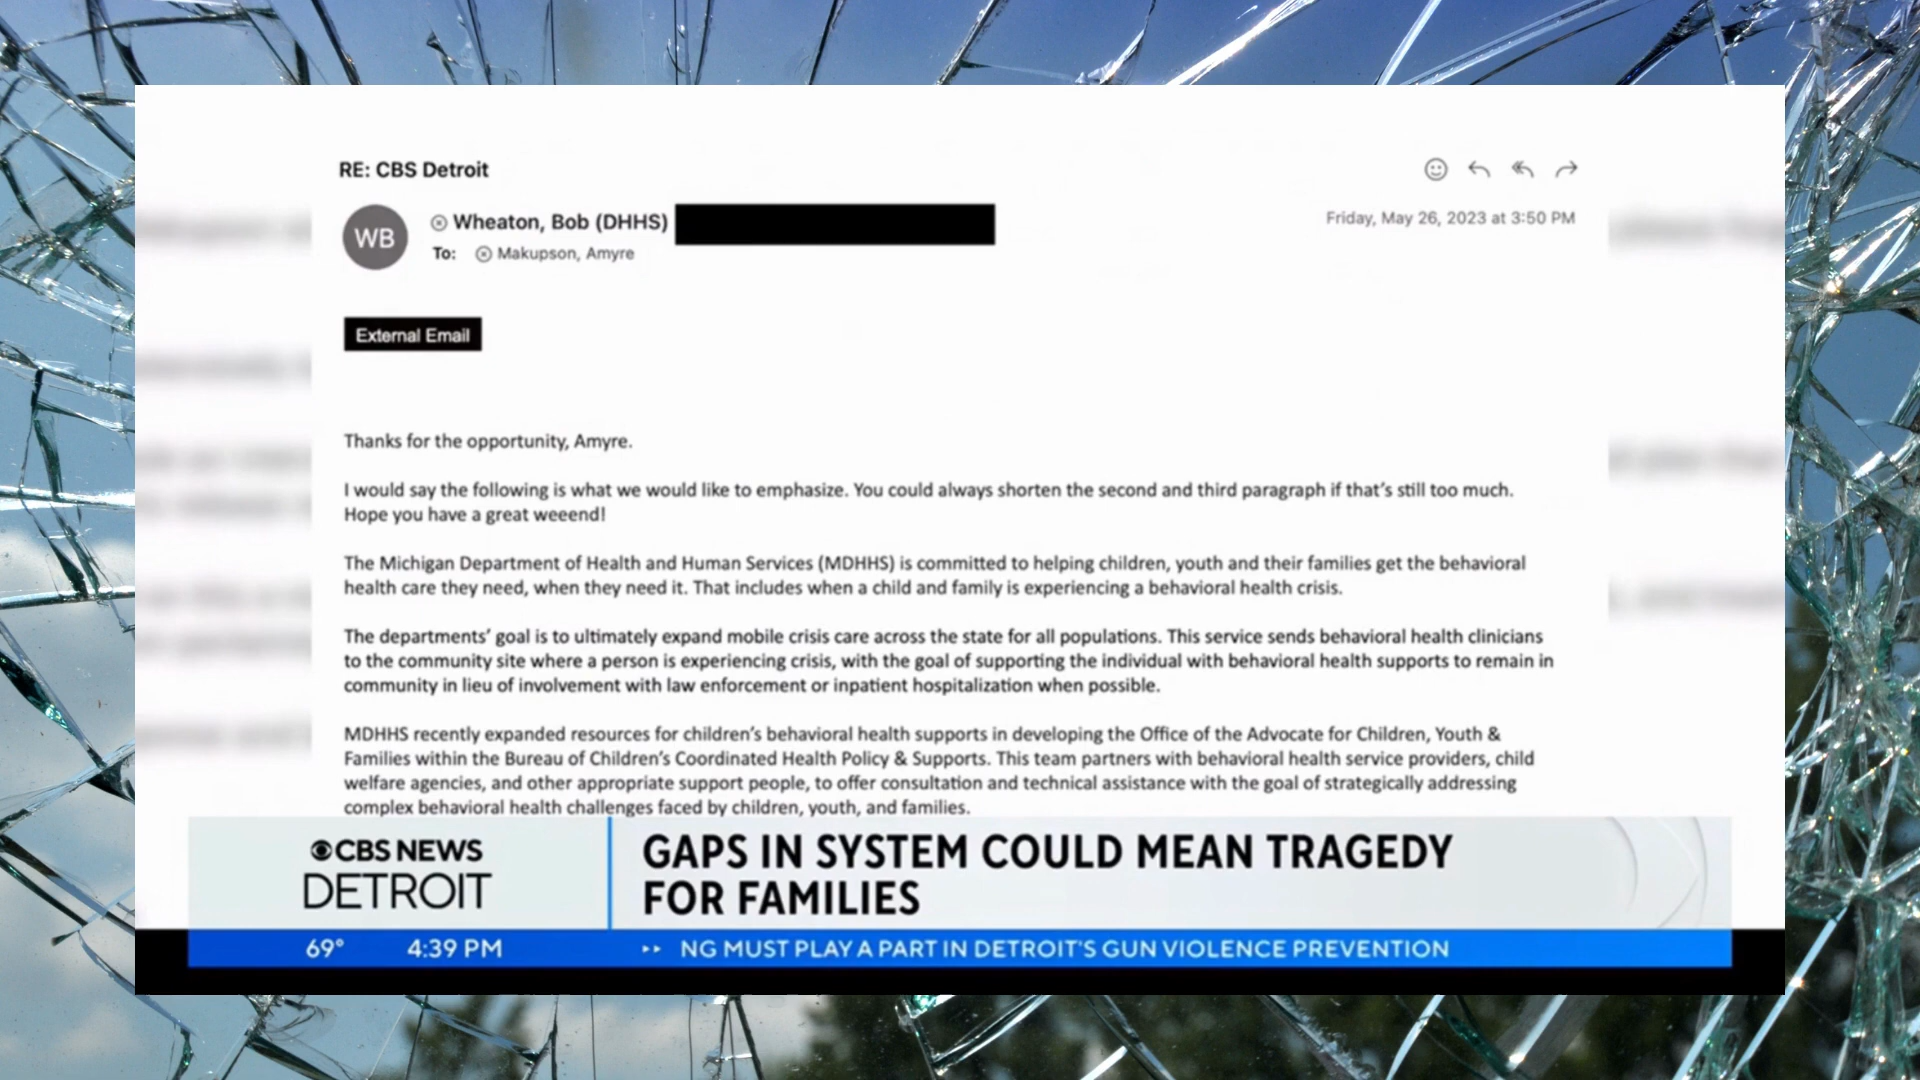 RE: CBS Detroit
WB
Wheaton, Bob (DHHS)
Friday, May 26, 2023 at 3:50 PM
To: Makupson, Amyre
External Email
Thanks for the opportunity, Amyre.
I would say the following is what we would like to emphasize. You could always shorten the second and third paragraph if that's still too much.
Hope you have a great weeend!
The Michigan Department of Health and Human Services (MDHHS) is committed to helping children, youth and their families get the behavioral
health care they need, when they need it. That includes when a child and family is experiencing a behavioral health crisis.
The departments' goal is to ultimately expand mobile crisis care across the state for all populations. This service sends behavioral health clinicians
to the community site where a person is experiencing crisis, with the goal of supporting the individual with behavioral health supports to remain in
community in lieu of involvement with law enforcement or inpatient hospitalization when possible.
MDHHS recently expanded resources for children's behavioral health supports in developing the Office of the Advocate for Children, Youth &
Families within the Bureau of Children's Coordinated Health Policy & Supports. This team partners with behavioral health service providers, child
welfare agencies, and other appropriate support people, to offer consultation and technical assistance with the goal of strategically addressing
complex behavioral health challenges faced by children, youth, and families.
CBS NEWS
DETROIT
GAPS IN SYSTEM COULD MEAN TRAGEDY
FOR FAMILIES
69° 4:39 PM
NG MUST PLAY A PART IN DETROIT'S GUN VIOLENCE PREVENTION